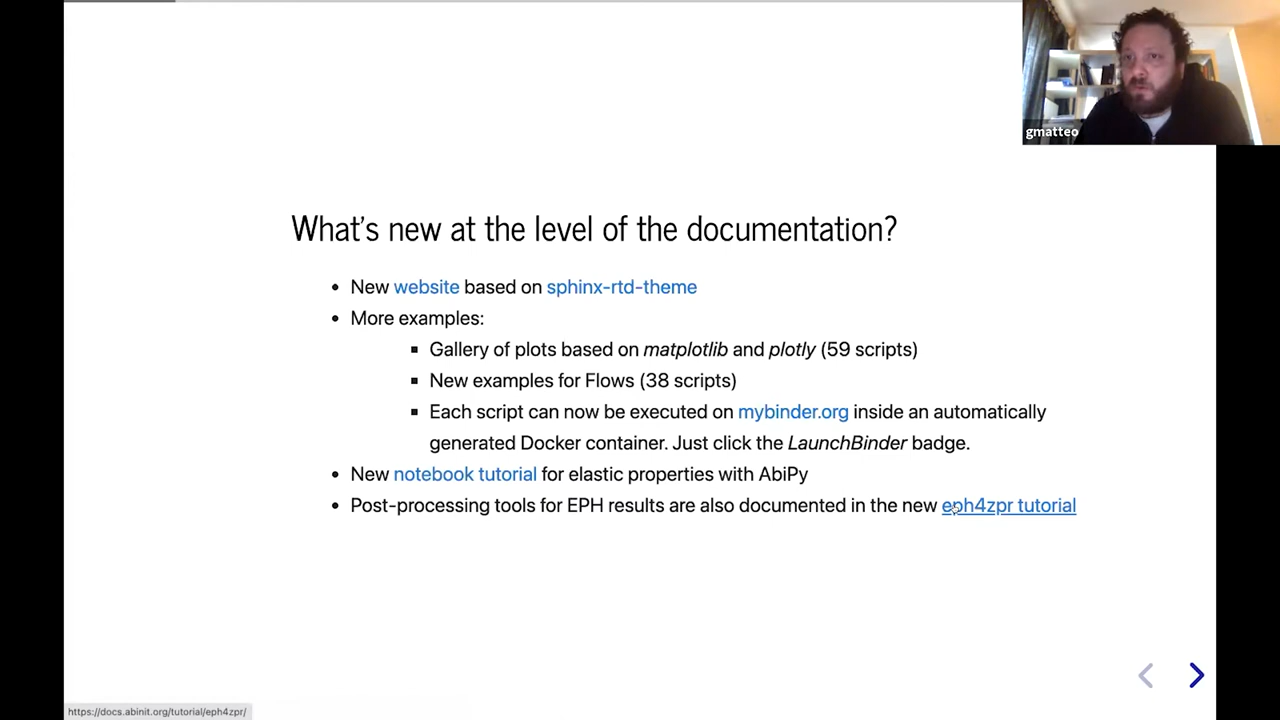 gmatteo
What's new at the level of the documentation?
New website based on sphinx-rtd-theme
More examples:
Gallery of plots based on matplotlib and plotly (59 scripts)
New examples for Flows (38 scripts)
Each script can now be executed on mybinder.org inside an automatically
generated Docker container. Just click the LaunchBinder badge.
New notebook tutorial for elastic properties with AbiPy
Post-processing tools for EPH results are also documented in the new eph4zpr tutorial
https://docs.abinit.org/tutorial/eph4zpr/